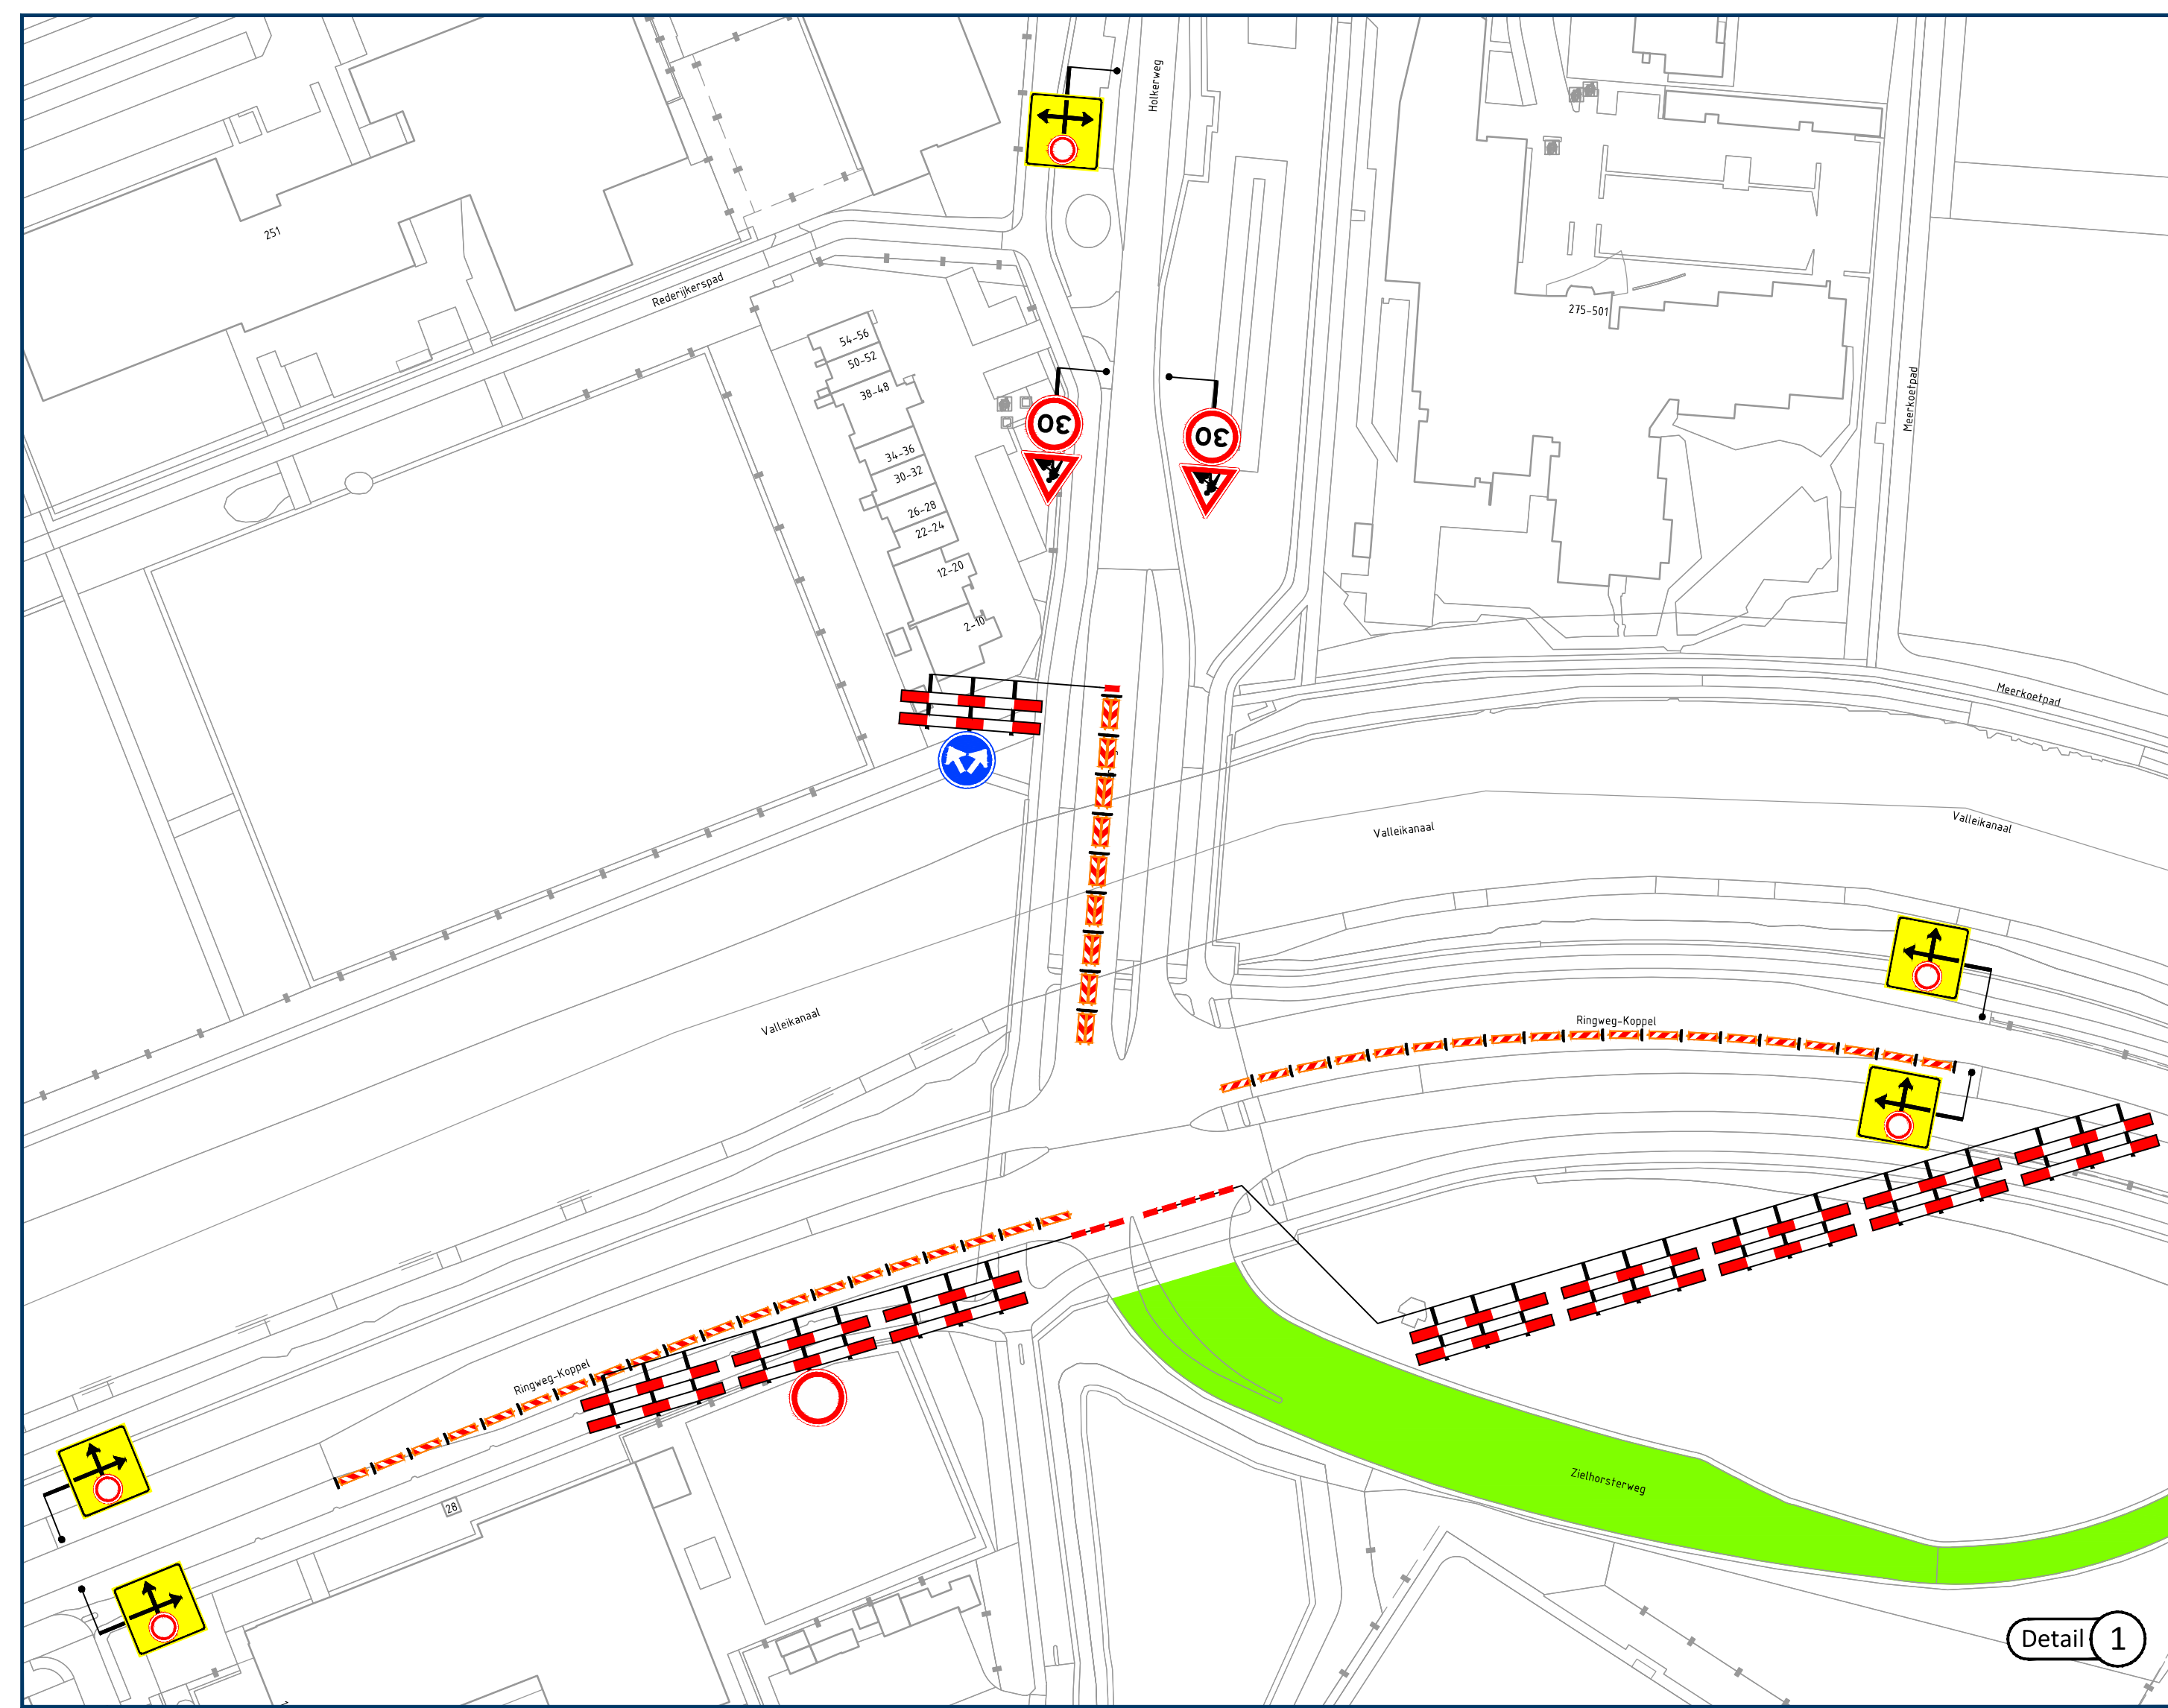 Holkerweg
251
Rederijkerspad
275-501
54-56
50-52
38-48
30
30
34-36
30-32
26-28
22-24
12-20
2-10
Meerkoetpad
Meerkoetpad
Valleikanaal
Valleikanaal
Valleikanaal
Ringweg-Koppel
Ringweg-Koppel
Zielhorsterweg
28
Detail 1